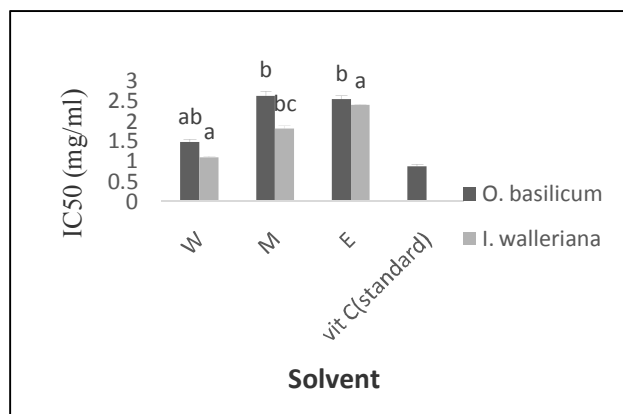 3
2.5
2
1.5
1
0.5
0
IC50 (mg/ml)
ab
a
b
bc
b
a
W
M
E
vit C(standard)
O. basilicum
I. walleriana
Solvent